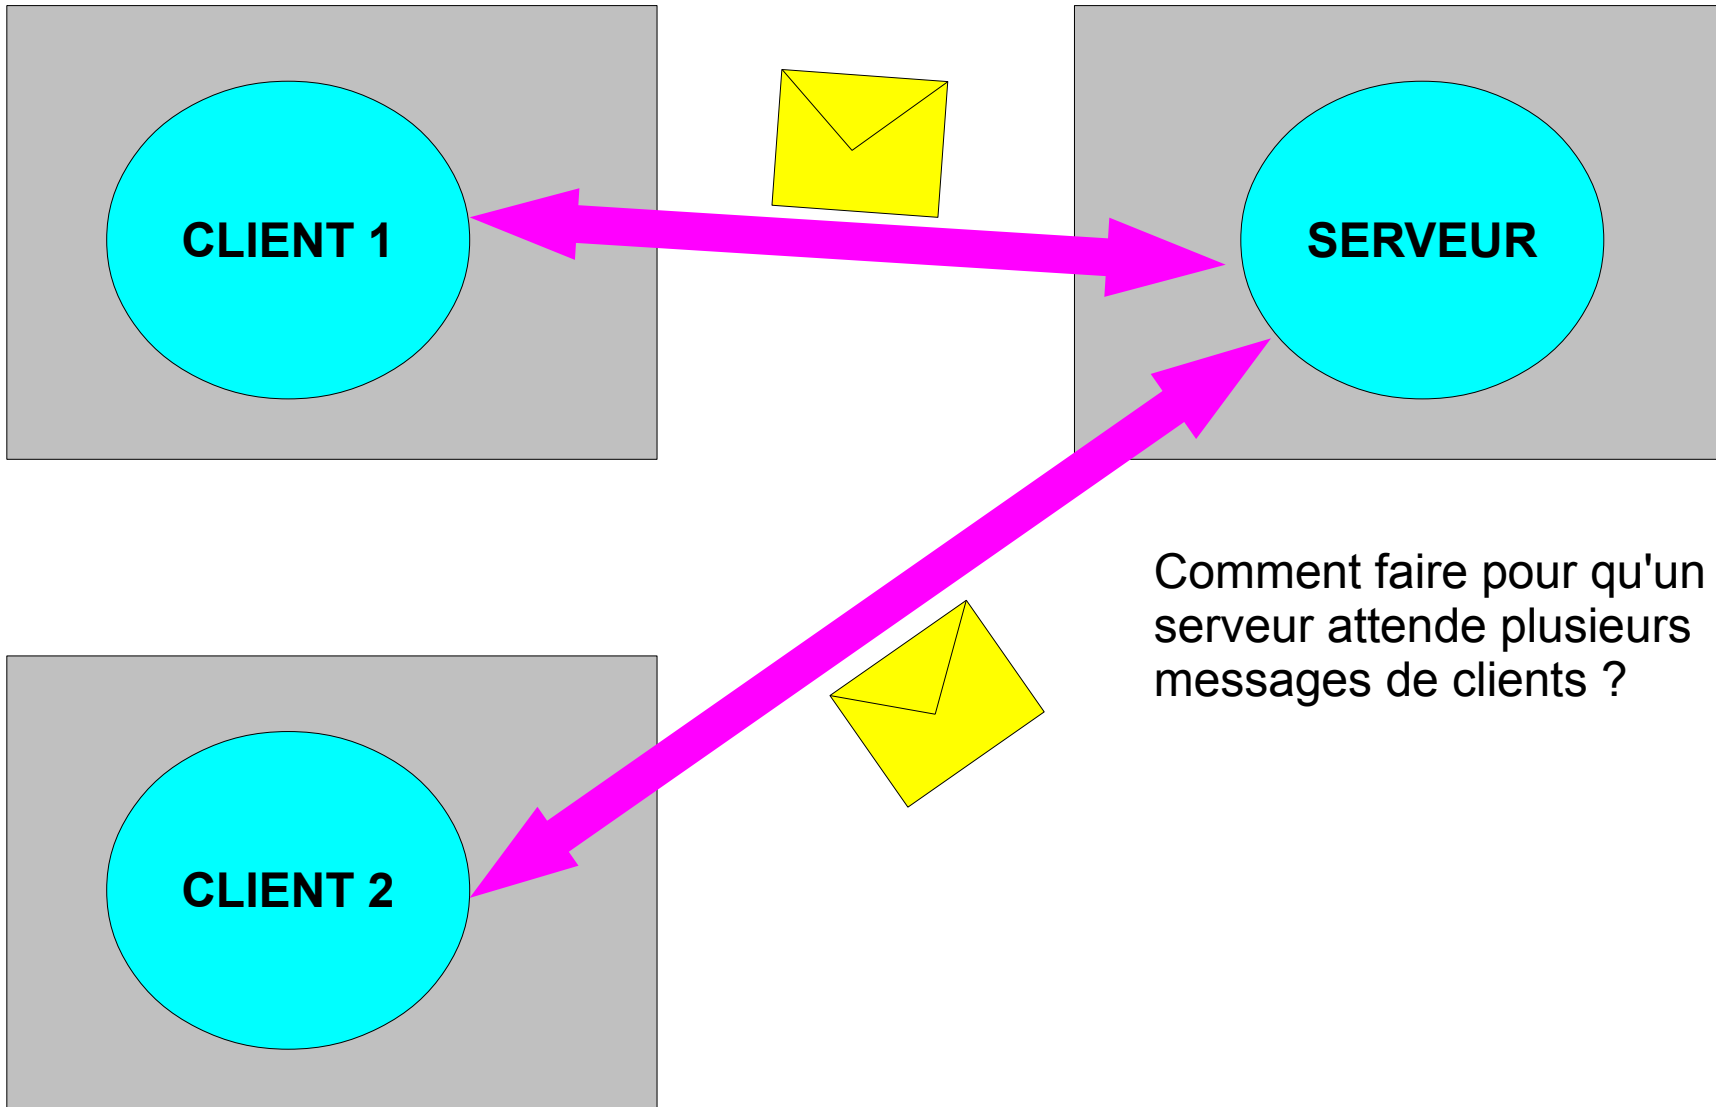 CLIENT 1
SERVEUR
Comment faire pour qu'un
serveur attende plusieurs
messages de clients ?
CLIENT 2